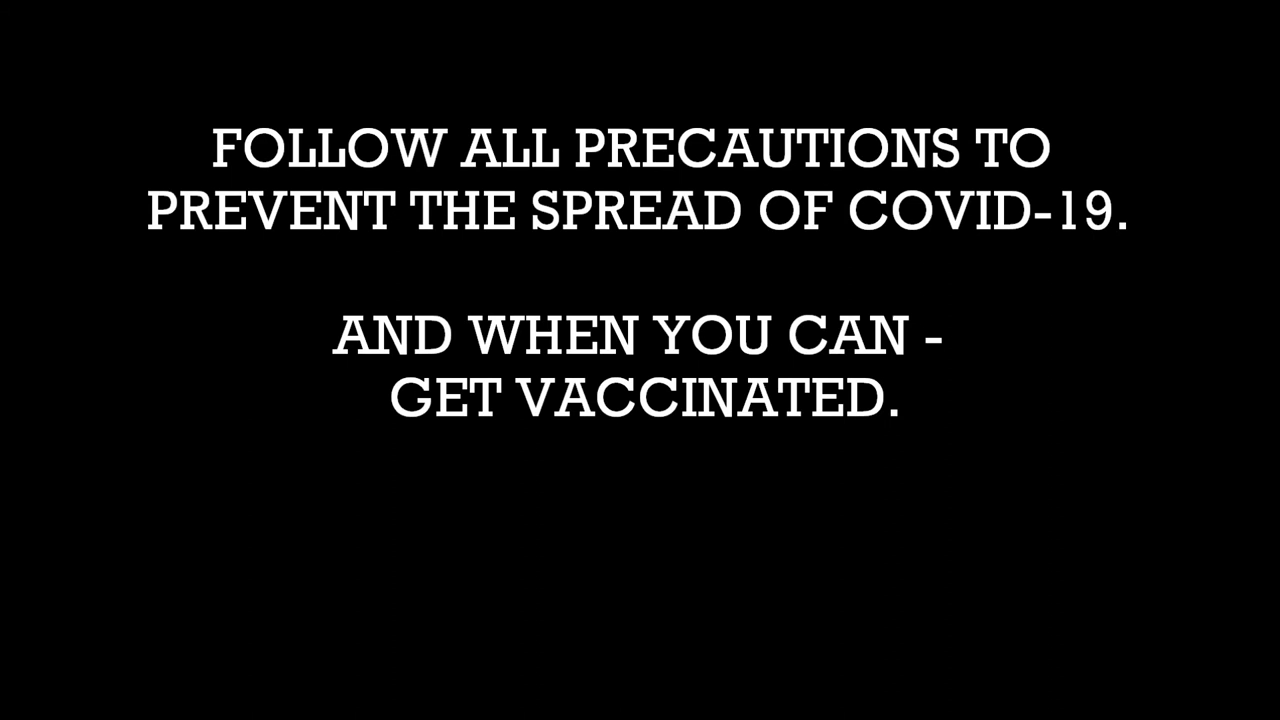 FOLLOW ALL PRECAUTIONS TO
PREVENT THE SPREAD OF COVID-19.
AND WHEN YOU CAN -
GET VACCINATED.